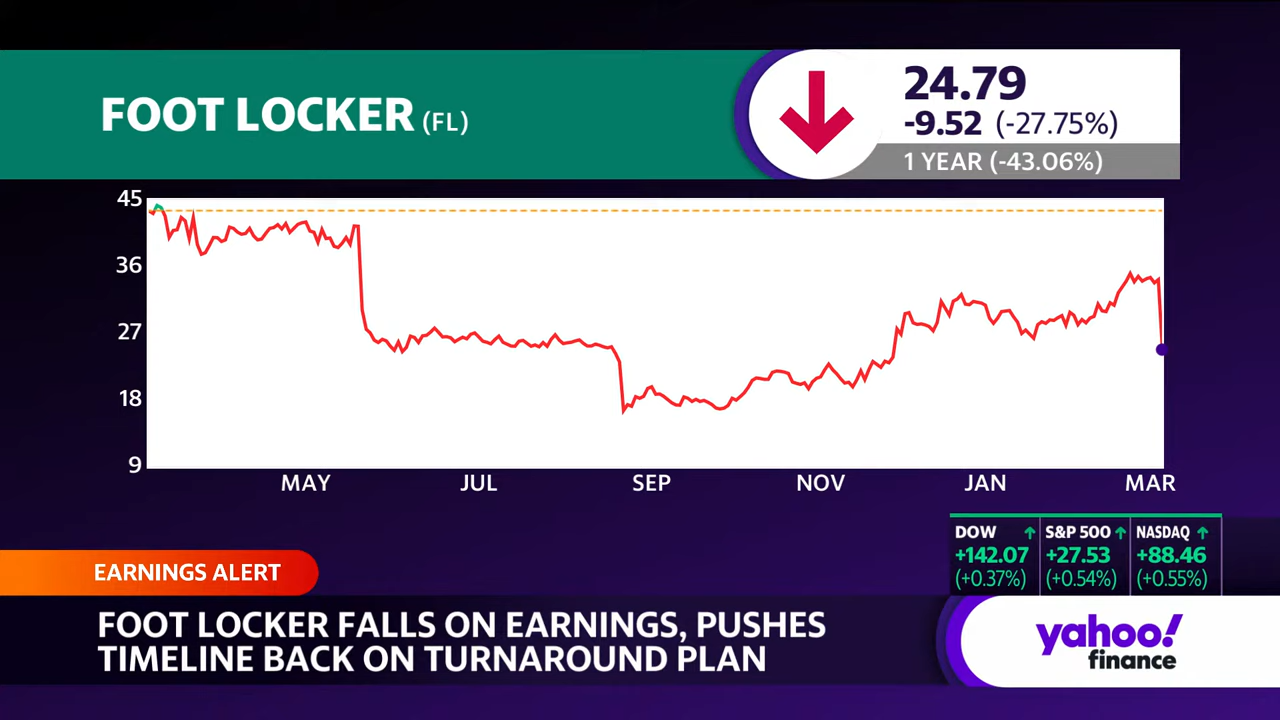 FOOT LOCKER (FL)
24.79
-9.52 (-27.75%)
1 YEAR (-43.06%)
45
36
27
18
9
MAY JUL SEP NOV JAN MAR
DOW S&P 500 NASDAQ
+142.07 +27.53 +88.46
(+0.37%) (+0.54%) (+0.55%)
EARNINGS ALERT
FOOT LOCKER FALLS ON EARNINGS, PUSHES
TIMELINE BACK ON TURNAROUND PLAN
yahoo!
finance